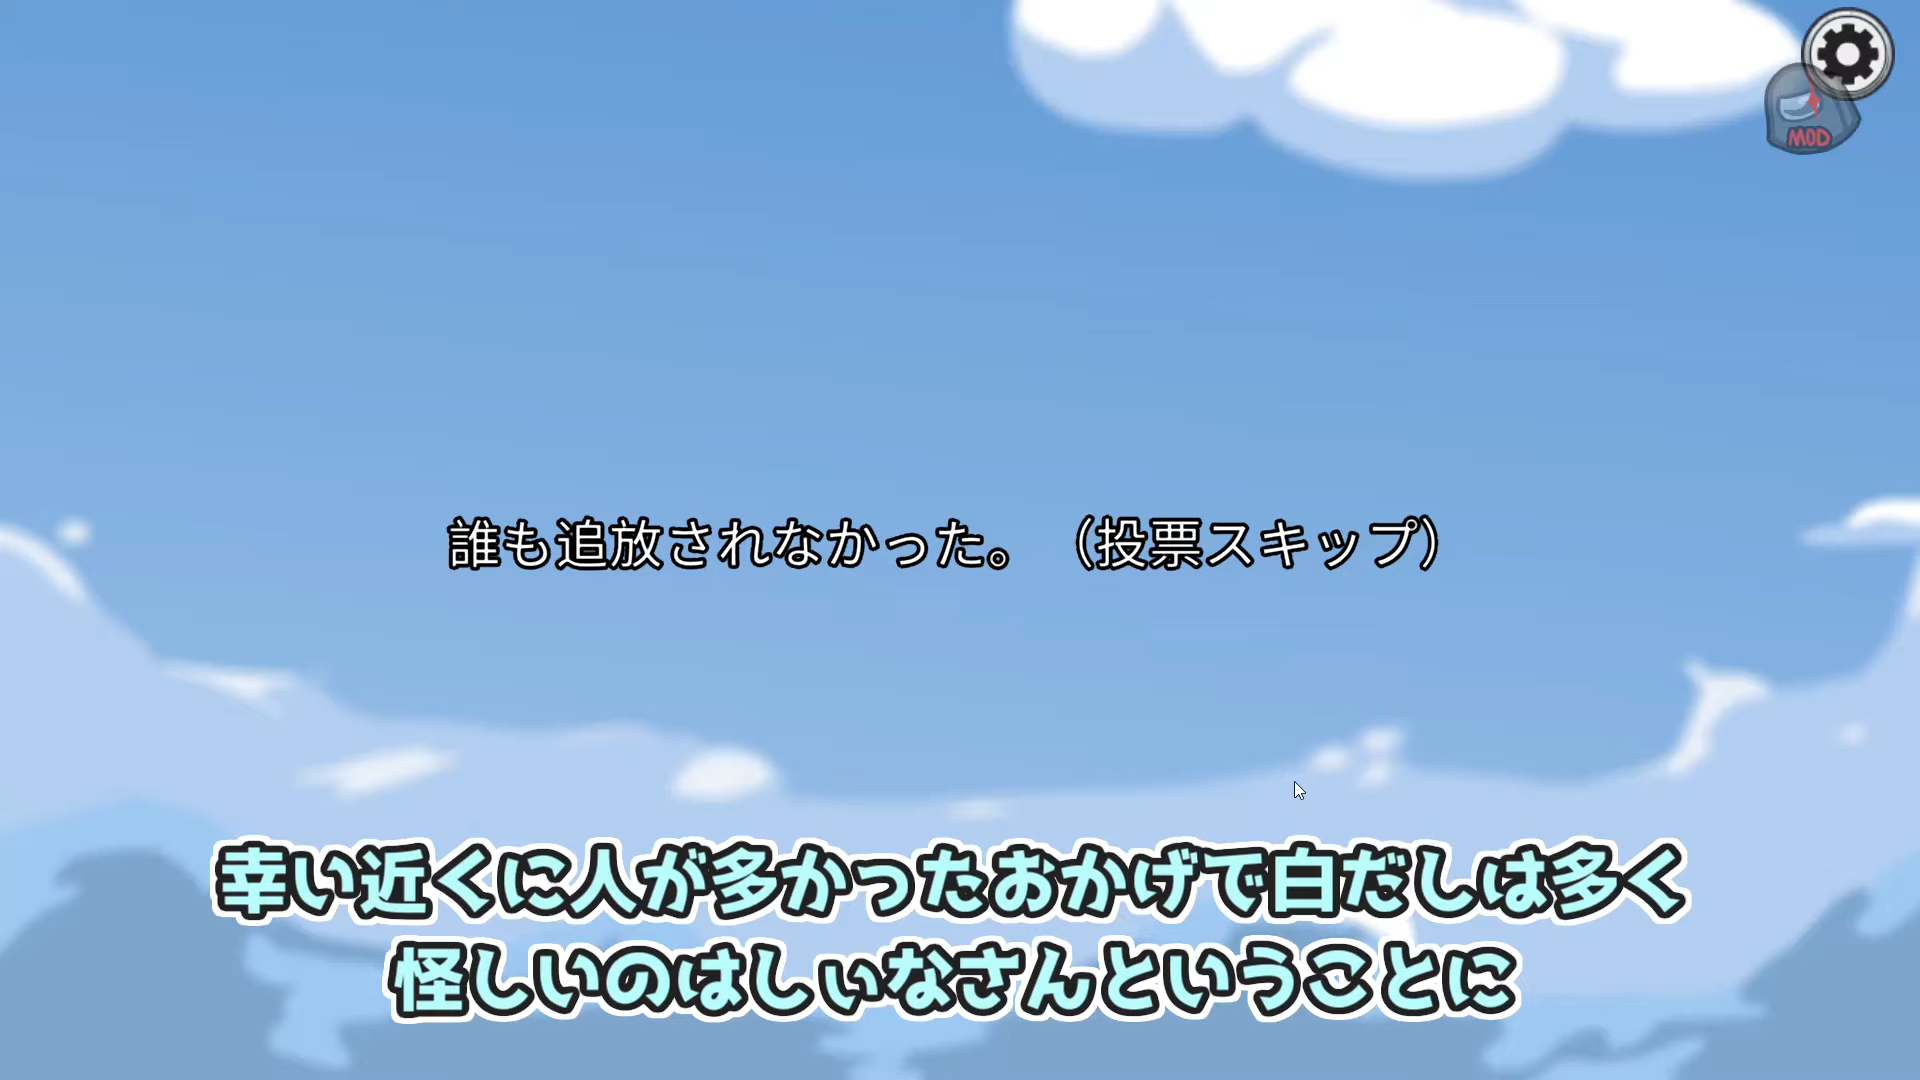 MOD
誰も追放されなかった。（投票スキップ）
幸い近くに人が多かったおかげで白だしは多く
怪しいのはしぃなさんということに